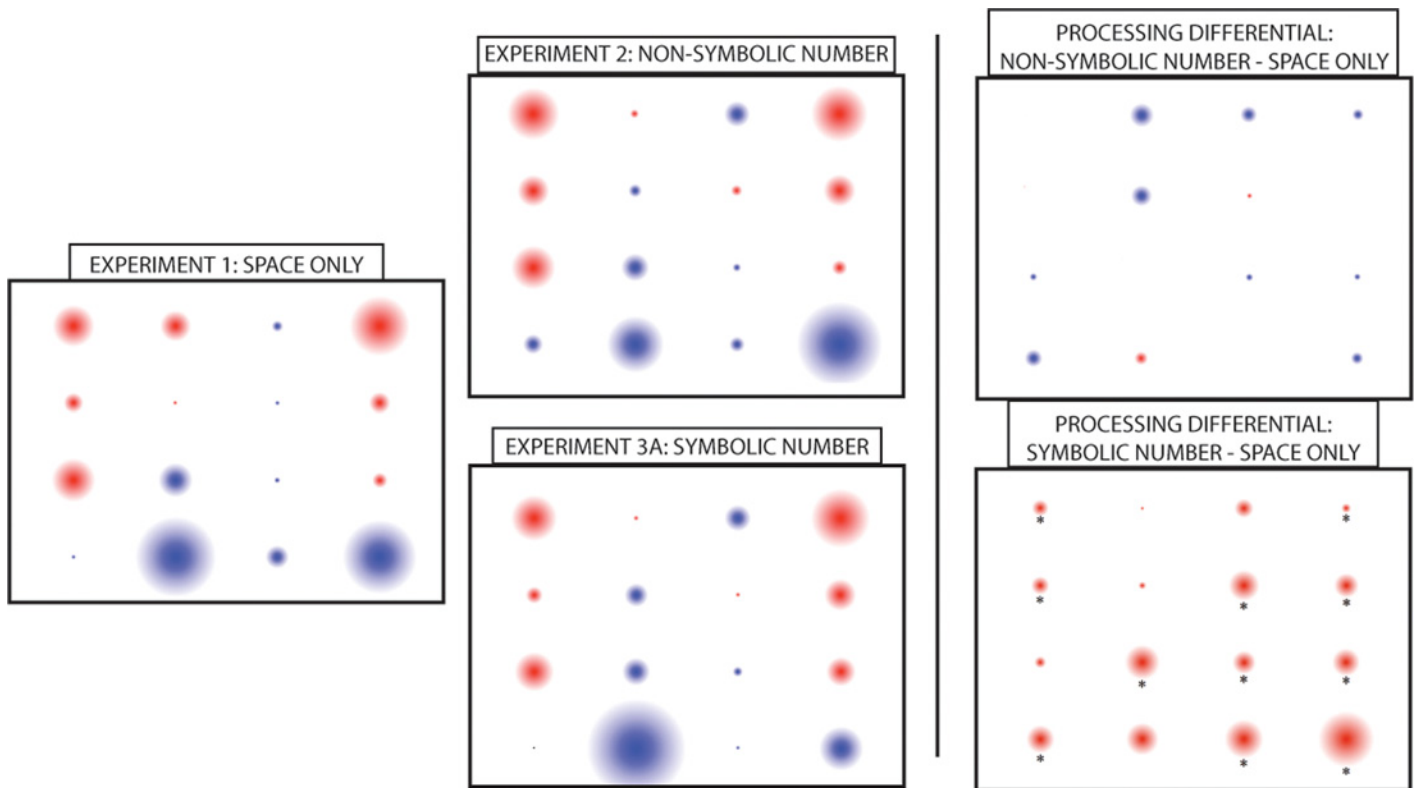 EXPERIMENT 1: SPACE ONLY
EXPERIMENT 2: NON-SYMBOLIC NUMBER
EXPERIMENT 3A: SYMBOLIC NUMBER
PROCESSING DIFFERENTIAL:
NON-SYMBOLIC NUMBER - SPACE ONLY
PROCESSING DIFFERENTIAL:
SYMBOLIC NUMBER - SPACE ONLY
* *
* * *
* * *
* * *